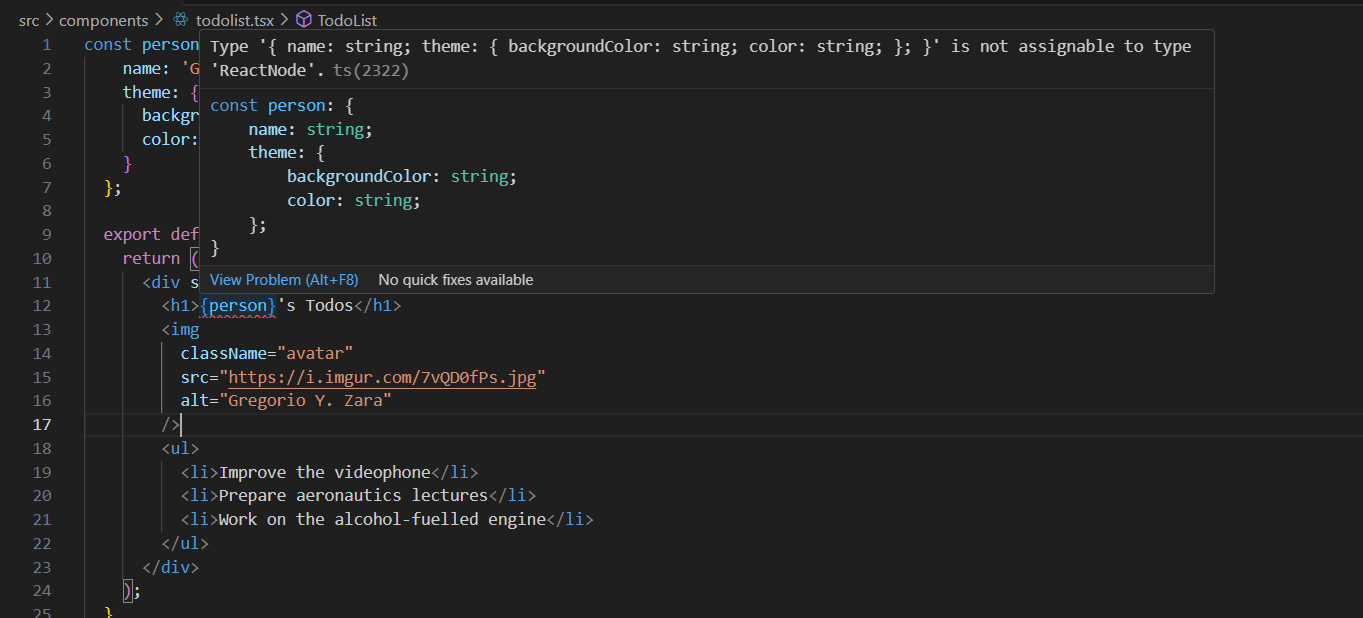 src > components > todolist.tsx > TodoList
1 const person
2 name: 'G
3 theme: {
4 backgr
5 color:
6 }
7 };
8
9 export def
10 return (
11 <div s
Type '{ name: string; theme: { backgroundColor: string; color: string; }; }' is not assignable to type
'ReactNode'. ts(2322)
const person: {
name: string;
theme: {
backgroundColor: string;
color: string;
};
}
View Problem (Alt+F8) No quick fixes available
12 <h1>{person}'s Todos</h1>
13 <img
14 className="avatar"
15 src="https://i.imgur.com/7vQD0fPs.jpg"
16 alt="Gregorio Y. Zara"
17 />
18 <ul>
19 <li>Improve the videophone</li>
20 <li>Prepare aeronautics lectures</li>
21 <li>Work on the alcohol-fuelled engine</li>
22 </ul>
23 </div>
24 );
25 }